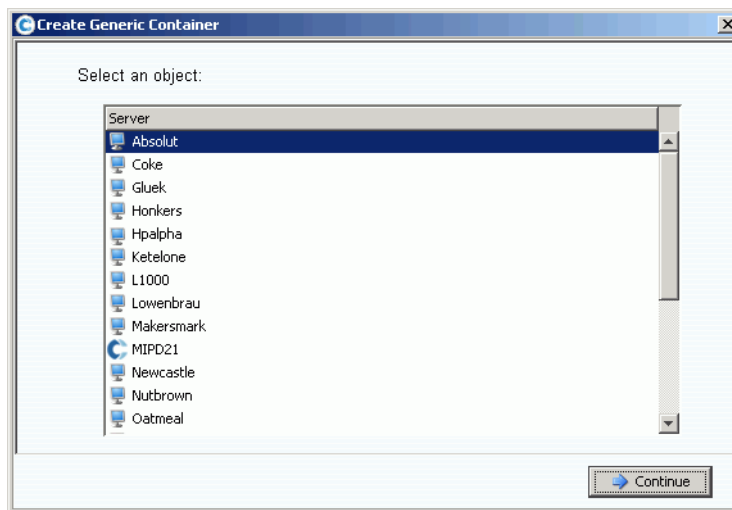 Create Generic Container
Select an object:
Server
Absolut
Coke
Gluek
Honkers
Hpalpha
Ketelone
L1000
Lowenbrau
Makersmark
MIPD21
Newcastle
Nutbrown
Oatmeal
Continue